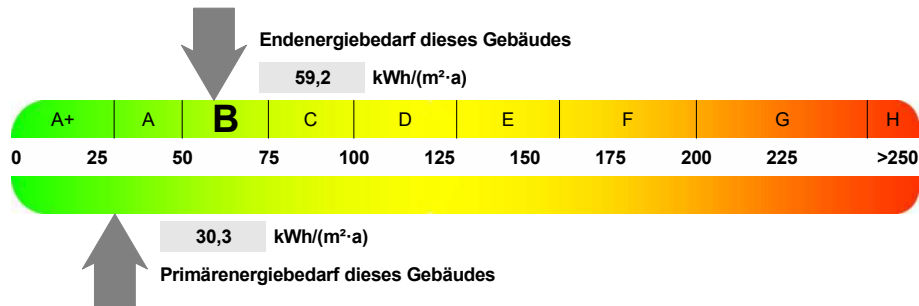 Endenergiebedarf dieses Gebäudes
59,2 kWh/(m²·a)
A+ A B C D E F G H
0 25 50 75 100 125 150 175 200 225 >250
30,3 kWh/(m²·a)
Primärenergiebedarf dieses Gebäudes